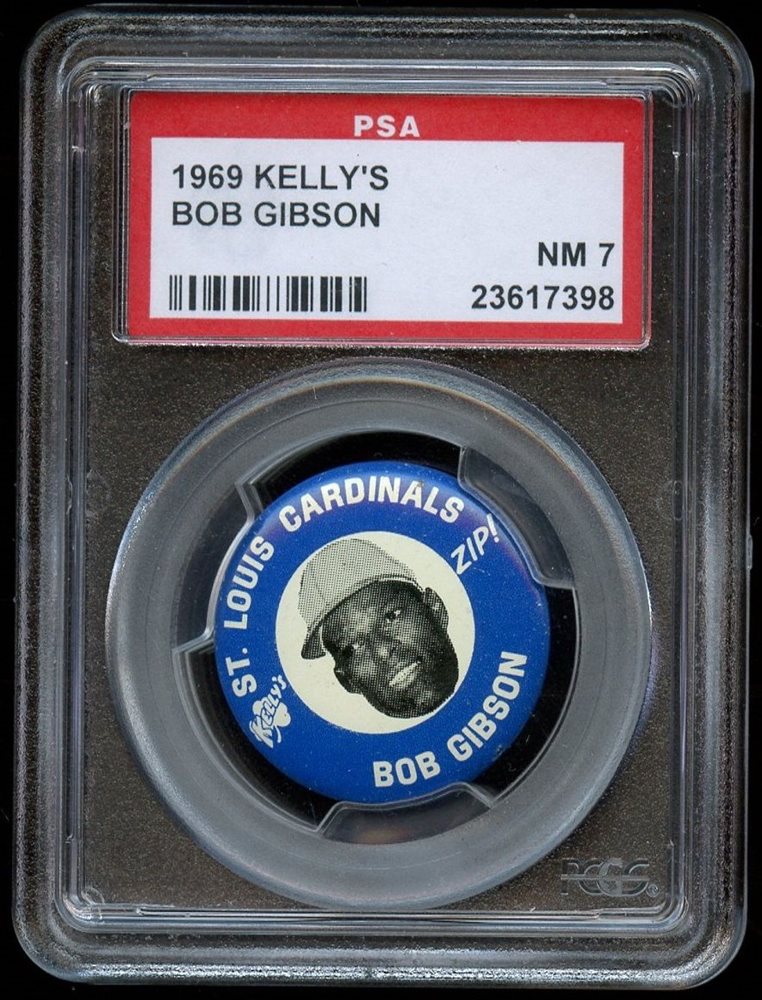 PSA
1969 KELLY'S
BOB GIBSON
NM 7
23617398
ST. LOUIS CARDINALS
ZIP!
KELLY'S
BOB GIBSON
PCGS